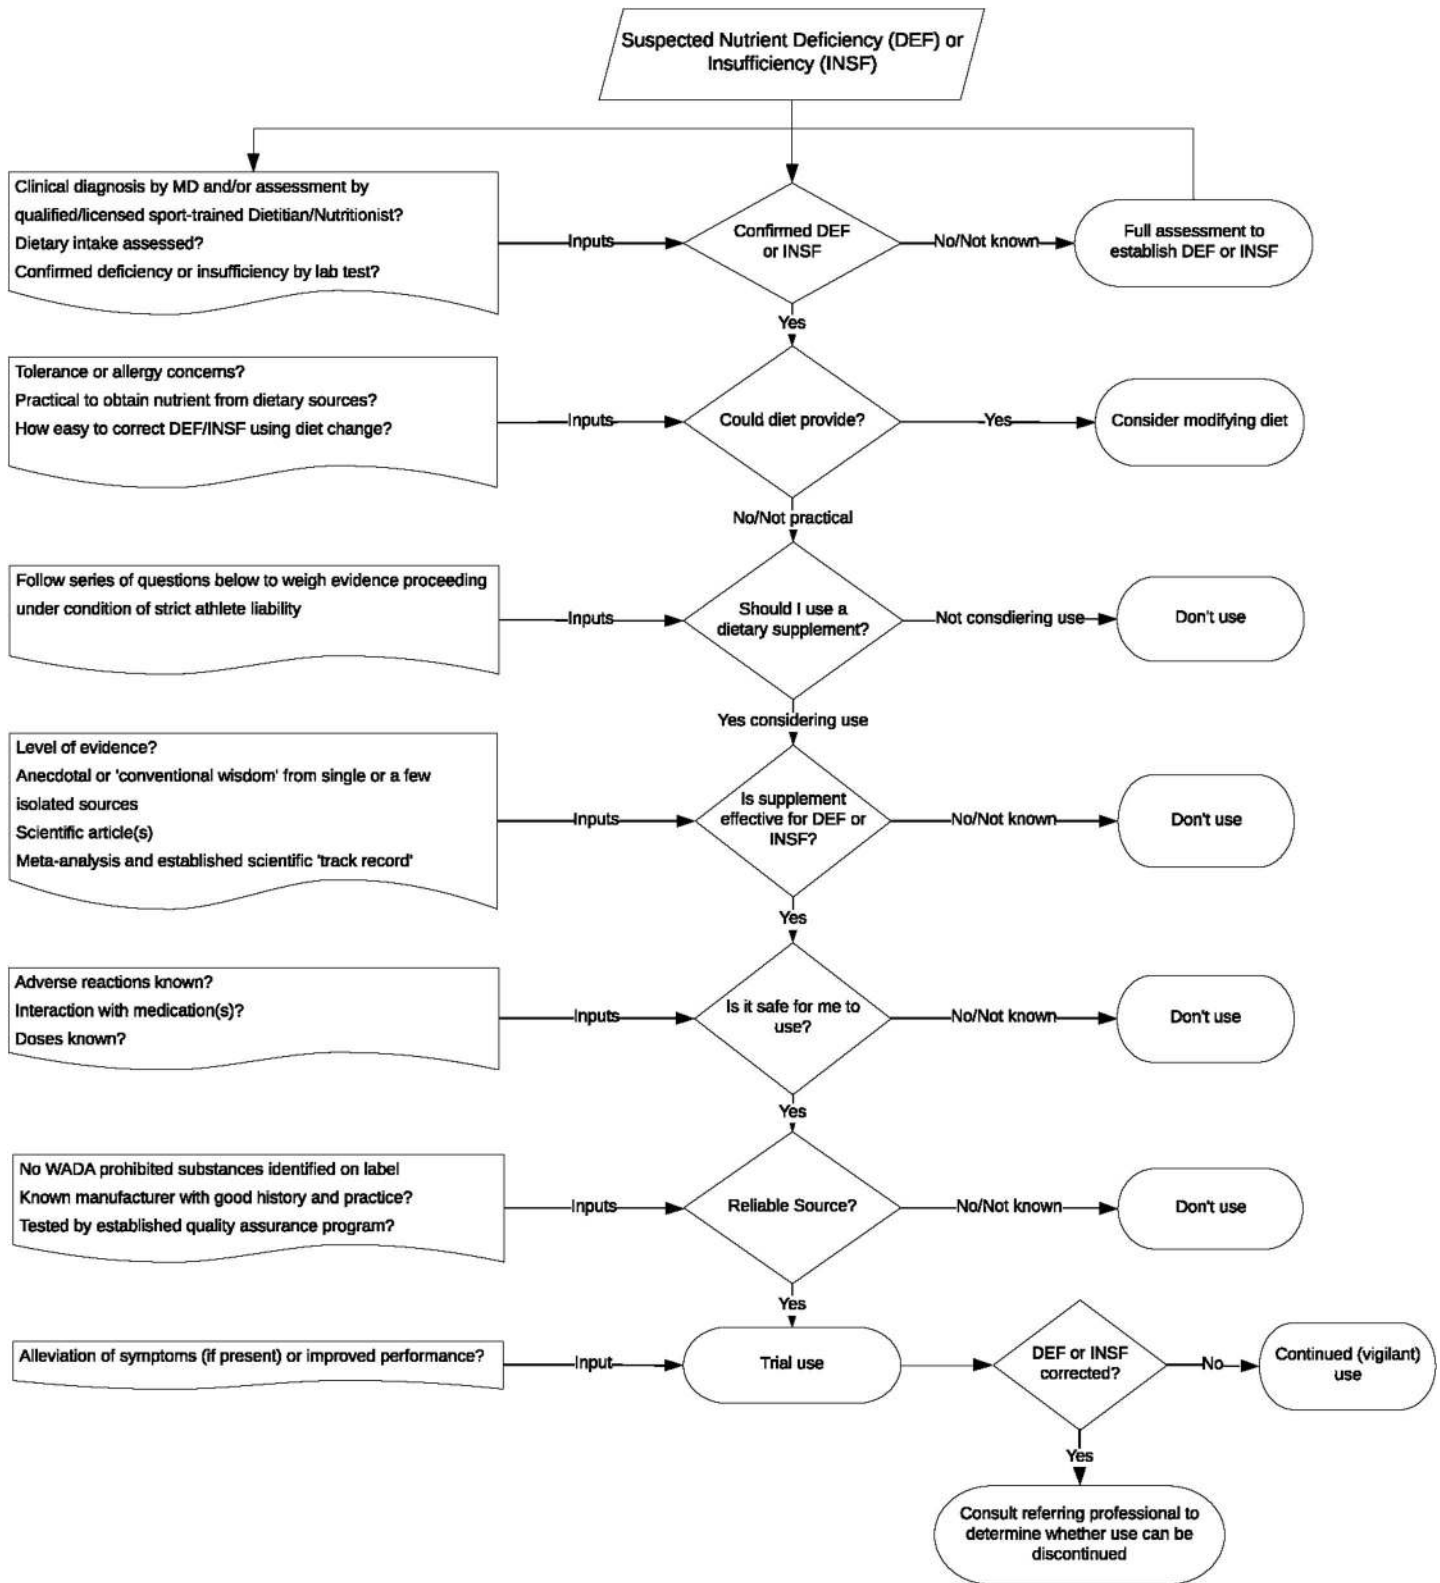 Suspected Nutrient Deficiency (DEF) or
Insufficiency (INSF)
Clinical diagnosis by MD and/or assessment by
qualified/licensed sport-trained Dietitian/Nutritionist?
Dietary intake assessed?
Confirmed deficiency or insufficiency by lab test?
Inputs
Confirmed DEF
or INSF
No/Not known
Full assessment to
establish DEF or INSF
Yes
Tolerance or allergy concerns?
Practical to obtain nutrient from dietary sources?
How easy to correct DEF/INSF using diet change?
Inputs
Could diet provide?
Yes
Consider modifying diet
No/Not practical
Follow series of questions below to weigh evidence proceeding
under condition of strict athlete liability
Inputs
Should I use a
dietary supplement?
Not consdiering use
Don't use
Yes considering use
Level of evidence?
Anecdotal or 'conventional wisdom' from single or a few
isolated sources
Scientific article(s)
Meta-analysis and established scientific 'track record'
Inputs
Is supplement
effective for DEF or
INSF?
No/Not known
Don't use
Yes
Adverse reactions known?
Interaction with medication(s)?
Doses known?
Inputs
Is it safe for me to
use?
No/Not known
Don't use
Yes
No WADA prohibited substances identified on label
Known manufacturer with good history and practice?
Tested by established quality assurance program?
Inputs
Reliable Source?
No/Not known
Don't use
Yes
Alleviation of symptoms (if present) or improved performance?
Input
Trial use
DEF or INSF
corrected?
No
Continued (vigilant)
use
Yes
Consult referring professional to
determine whether use can be
discontinued